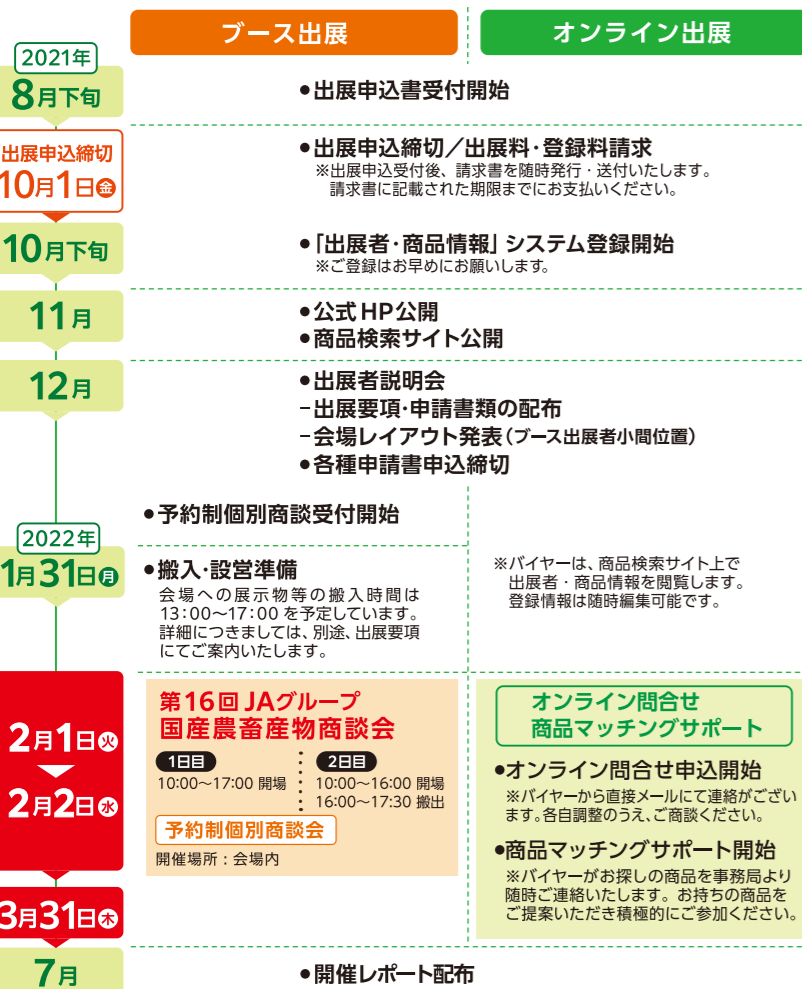 ブース出展
オンライン出展
2021年
8月下旬
●出展申込書受付開始
出展申込締切
10月1日金
●出展申込締切／出展料・登録料請求
※出展申込受付後、請求書を随時発行・送付いたします。
請求書に記載された期限までにお支払いください。
10月下旬
●「出展者・商品情報」システム登録開始
※ご登録はお早めにお願いします。
11月
●公式HP公開
●商品検索サイト公開
12月
●出展者説明会
−出展要項・申請書類の配布
−会場レイアウト発表（ブース出展者小間位置）
●各種申請書申込締切
●予約制個別商談受付開始
2022年
1月31日月
●搬入・設営準備
会場への展示物等の搬入時間は
13：00〜17：00 を予定しています。
詳細につきましては、別途、出展要項
にてご案内いたします。
※バイヤーは、商品検索サイト上で
出展者・商品情報を閲覧します。
登録情報は随時編集可能です。
2月1日火
2月2日水
第16回 JAグループ
国産農畜産物商談会
1日目
10:00〜17:00 開場
2日目
10:00〜16:00 開場
16:00〜17:30 搬出
予約制個別商談会
開催場所：会場内
オンライン問合せ
商品マッチングサポート
●オンライン問合せ申込開始
※バイヤーから直接メールにて連絡がござい
ます。各自調整のうえ、ご商談ください。
●商品マッチングサポート開始
※バイヤーがお探しの商品を事務局より
随時ご連絡いたします。お持ちの商品を
ご提案いただき積極的にご参加ください。
3月31日木
7月
●開催レポート配布